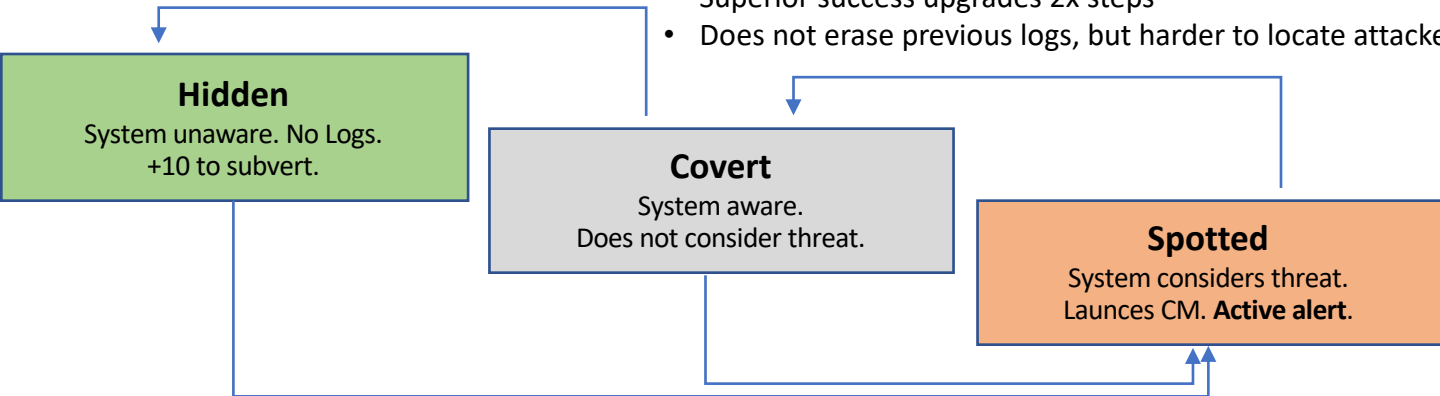 Superior success upgrades 2x steps
• Does not erase previous logs, but harder to locate
Hidden
System unaware. No Logs.
+10 to subvert.
Covert
System aware.
Does not consider threat.
Spotted
System considers threat.
Launces CM. Active alert.